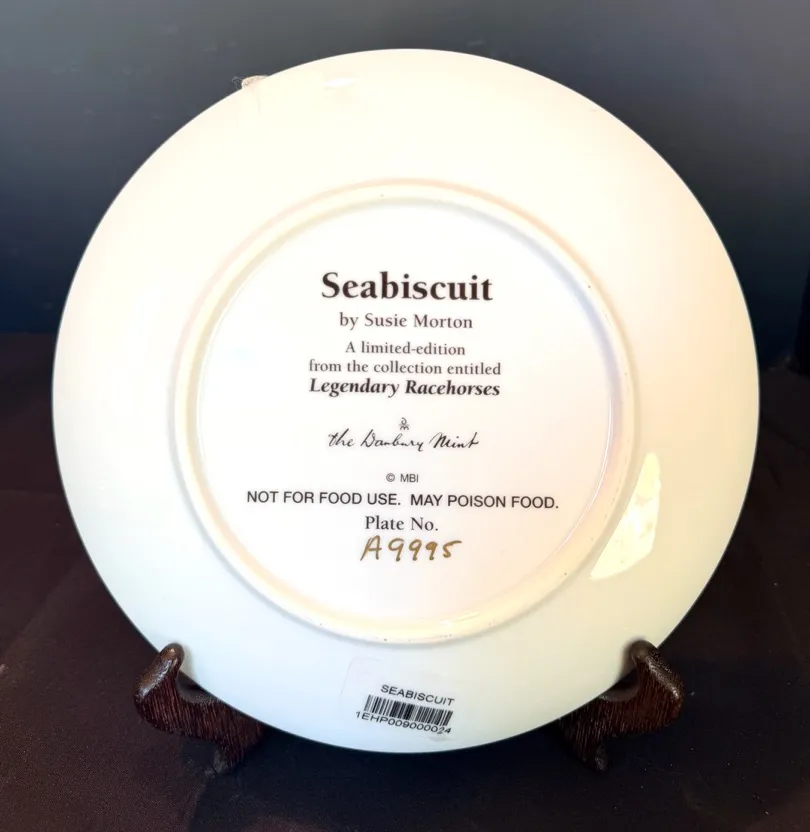 Seabiscuit
by Susie Morton
A limited-edition
from the collection entitled
Legendary Racehorses
DM
the Danbury Mint
© MBI
NOT FOR FOOD USE. MAY POISON FOOD.
Plate No.
A9995
SEABISCUIT
1EHP009000024